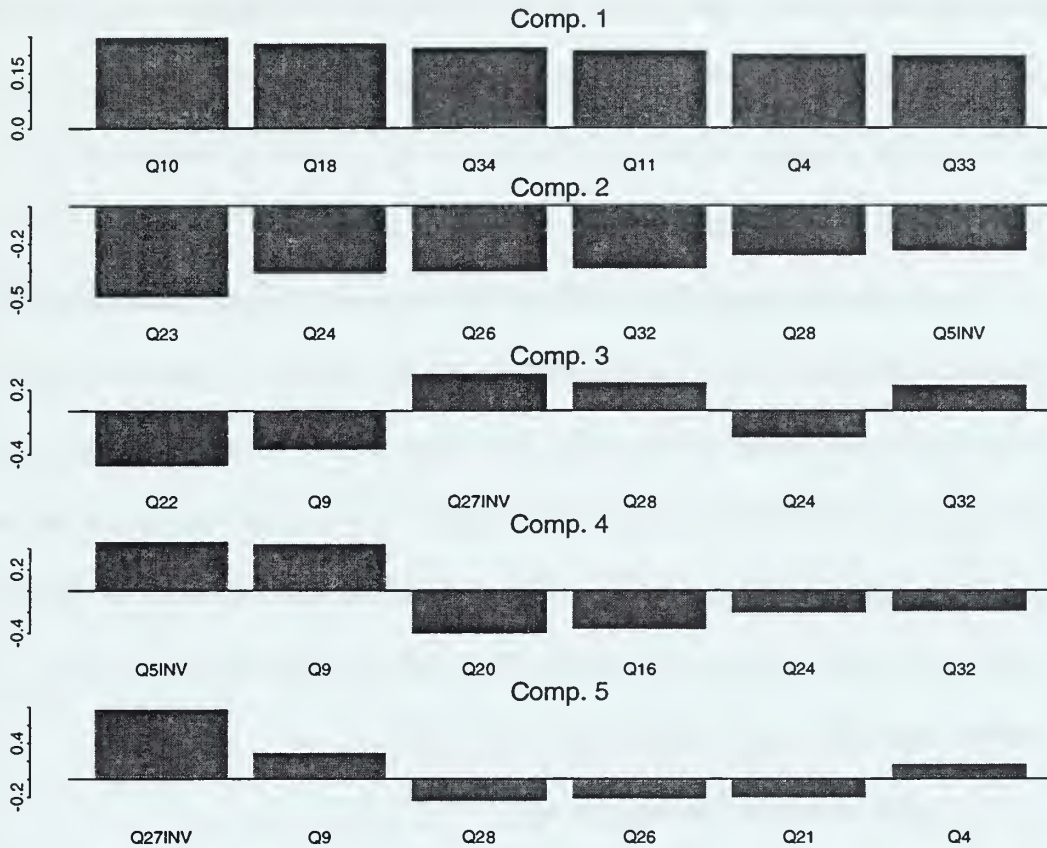 Comp. 1
0.15
0.0
Q10 Q18 Q34 Q11 Q4 Q33
Comp. 2
-0.2
-0.5
Q23 Q24 Q26 Q32 Q28 Q5INV
Comp. 3
0.2
-0.4
Q22 Q9 Q27INV Q28 Q24 Q32
Comp. 4
0.2
-0.4
Q5INV Q9 Q20 Q16 Q24 Q32
Comp. 5
0.4
-0.2
Q27INV Q9 Q28 Q26 Q21 Q4